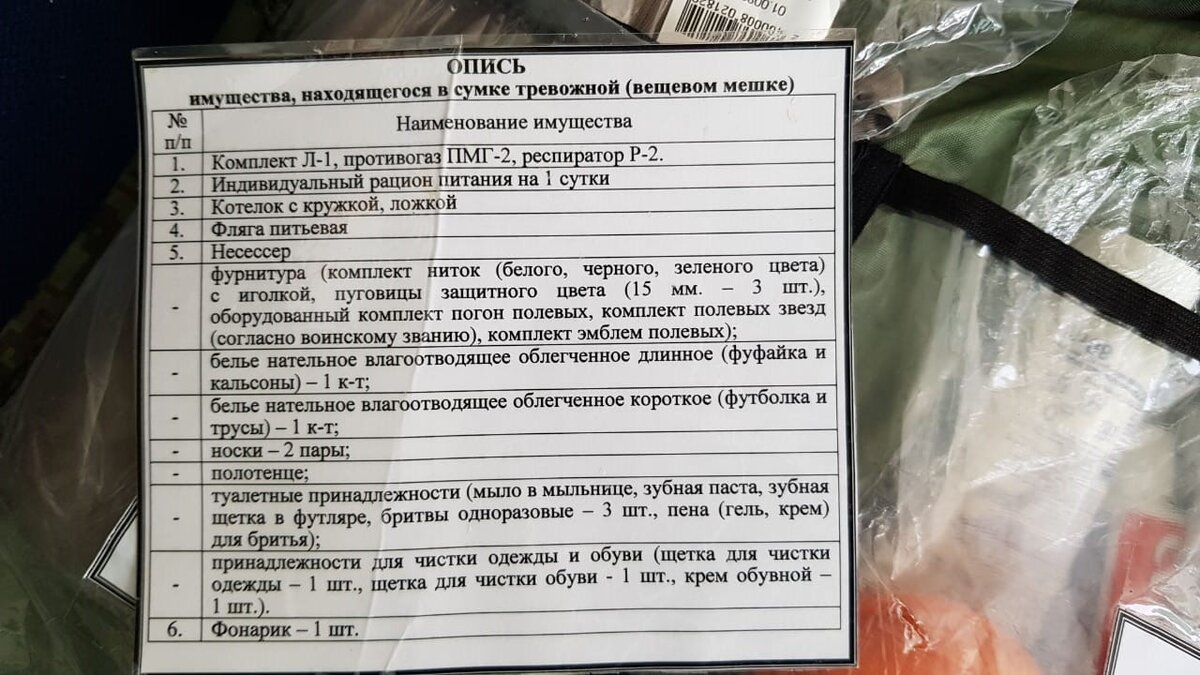 ОПИСЬ
имущества, находящегося в сумке тревожной (вещевом мешке)
№ п/п Наименование имущества
1. Комплект Л-1, противогаз ПМГ-2, респиратор Р-2.
2. Индивидуальный рацион питания на 1 сутки
3. Котелок с кружкой, ложкой
4. Фляга питьевая
5. Несессер
- фурнитура (комплект ниток (белого, черного, зеленого цвета)
с иголкой, пуговицы защитного цвета (15 мм. – 3 шт.),
оборудованный комплект погон полевых, комплект полевых звезд
(согласно воинскому званию), комплект эмблем полевых);
- белье нательное влагоотводящее облегченное длинное (фуфайка и
кальсоны) – 1 к-т;
- белье нательное влагоотводящее облегченное короткое (футболка и
трусы) – 1 к-т;
- носки – 2 пары;
- полотенце;
- туалетные принадлежности (мыло в мыльнице, зубная паста, зубная
щетка в футляре, бритвы одноразовые – 3 шт., пена (гель, крем)
для бритья);
- принадлежности для чистки одежды и обуви (щетка для чистки
одежды – 1 шт., щетка для чистки обуви - 1 шт., крем обувной –
1 шт.).
6. Фонарик – 1 шт.